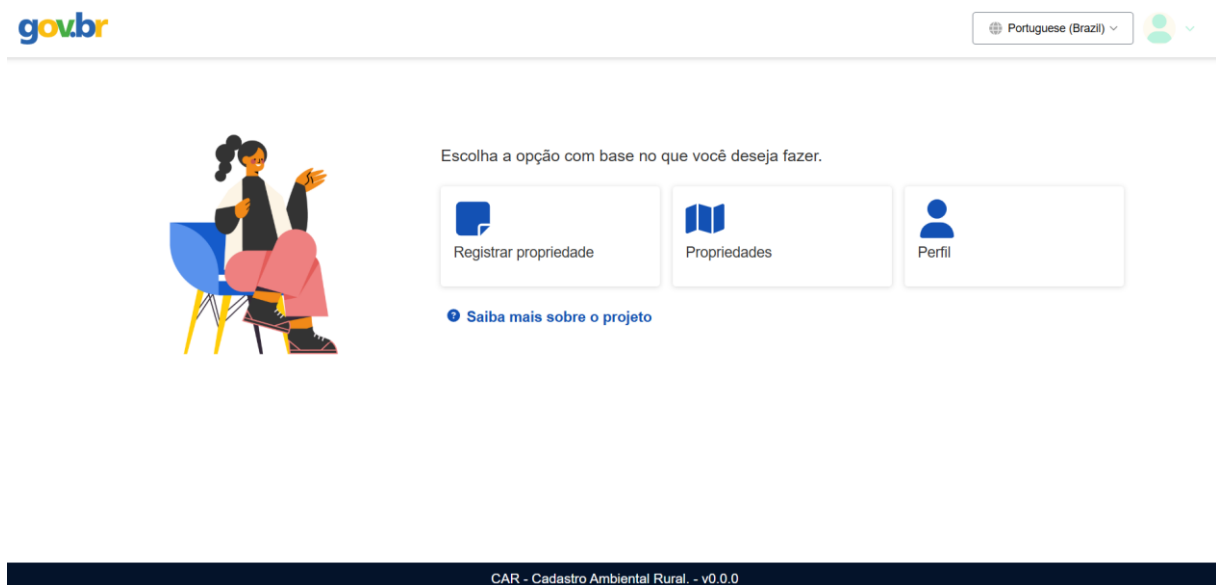 gov.br
Portuguese (Brazil)
Escolha a opção com base no que você deseja fazer.
Registrar propriedade
Propriedades
Perfil
? Saiba mais sobre o projeto
CAR - Cadastro Ambiental Rural. - v0.0.0